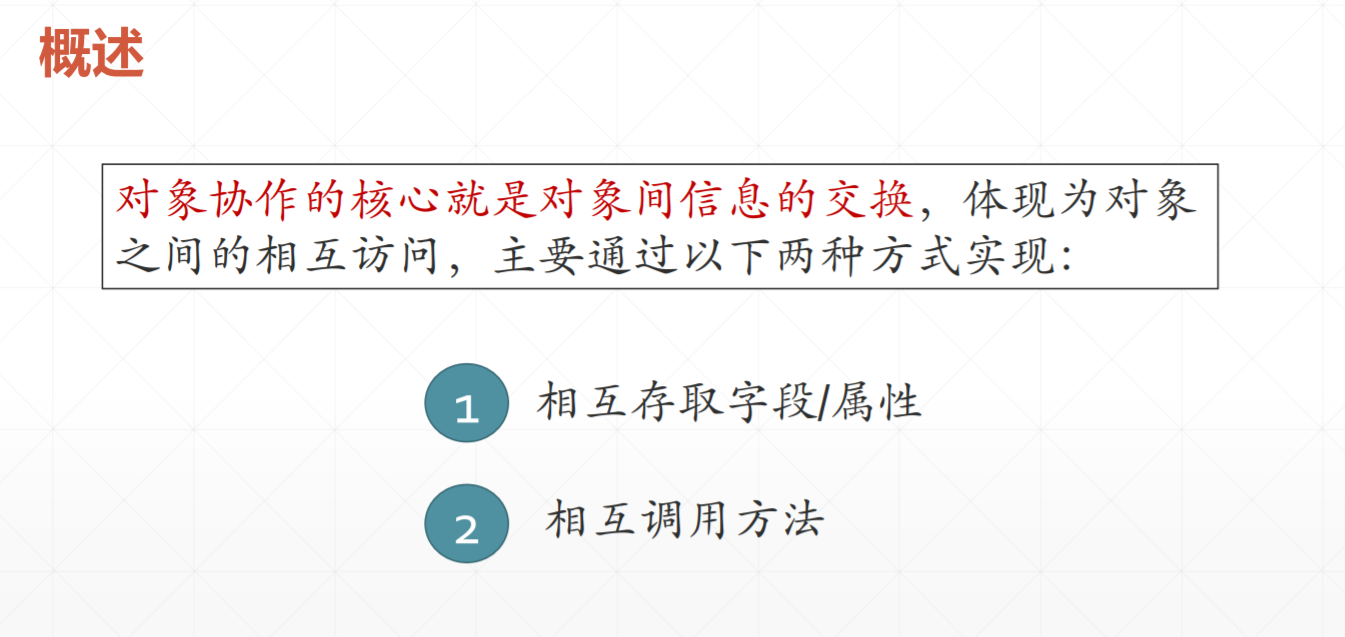 概述
对象协作的核心就是对象间信息的交换，体现为对象
之间的相互访问，主要通过以下两种方式实现：
1 相互存取字段/属性
2 相互调用方法